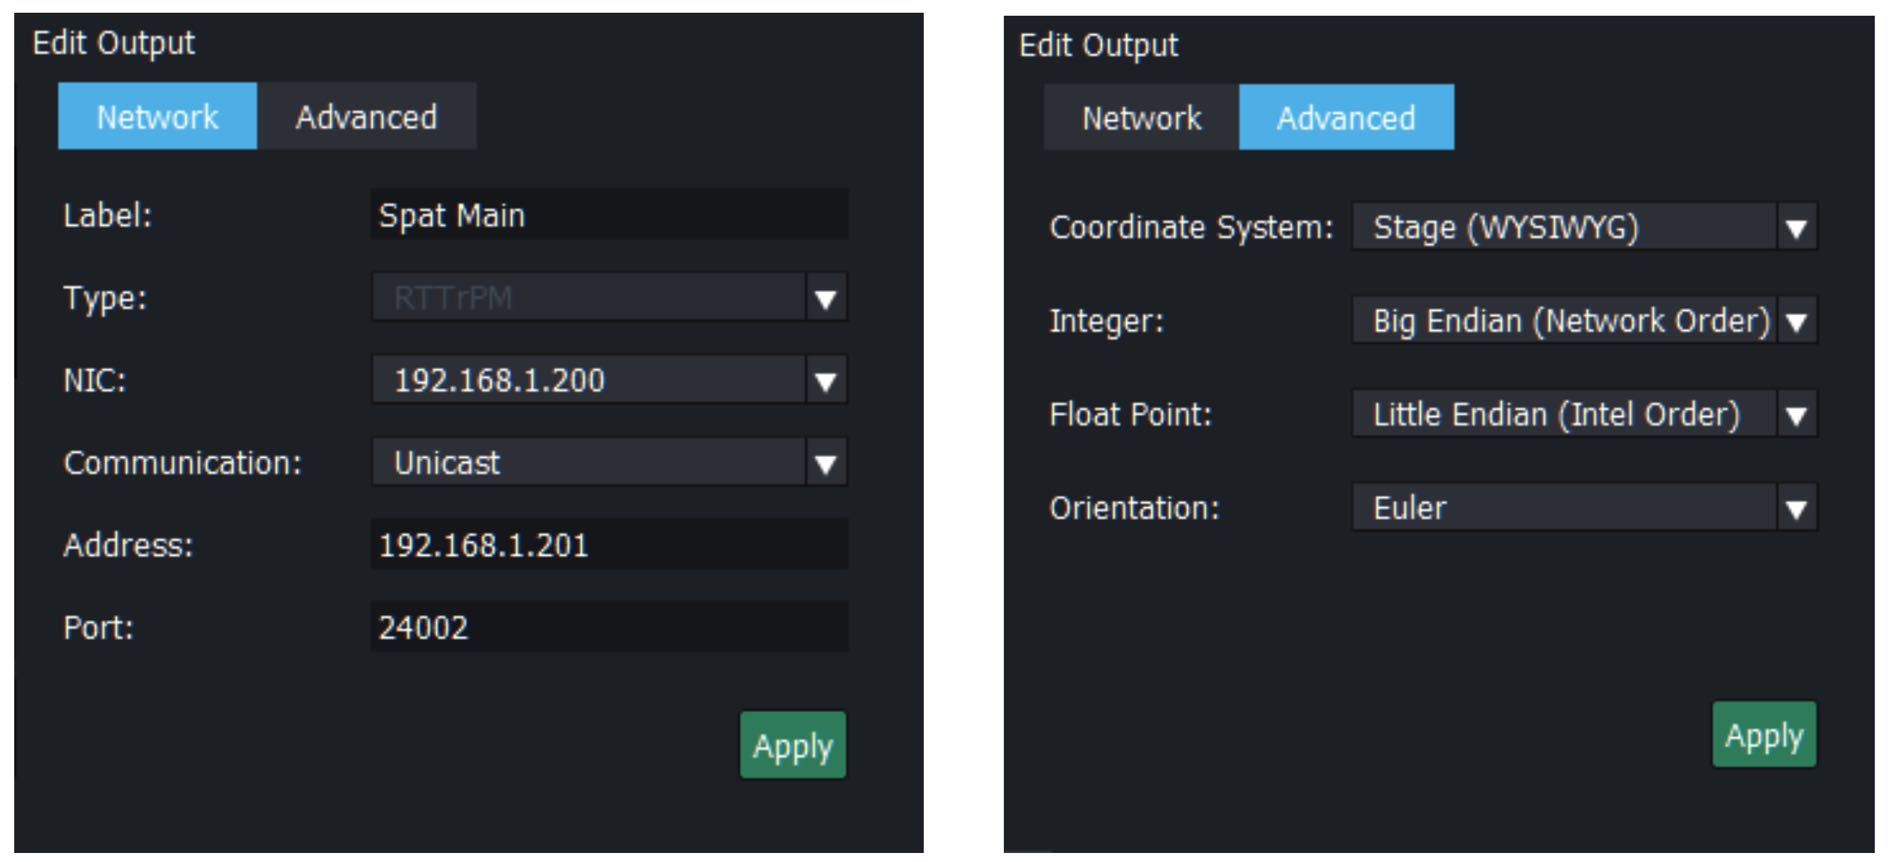 Edit Output
Network Advanced
Label: Spat Main
Type: RTTrPM
NIC: 192.168.1.200
Communication: Unicast
Address: 192.168.1.201
Port: 24002
Apply
Edit Output
Network Advanced
Coordinate System: Stage (WYSIWYG)
Integer: Big Endian (Network Order)
Float Point: Little Endian (Intel Order)
Orientation: Euler
Apply